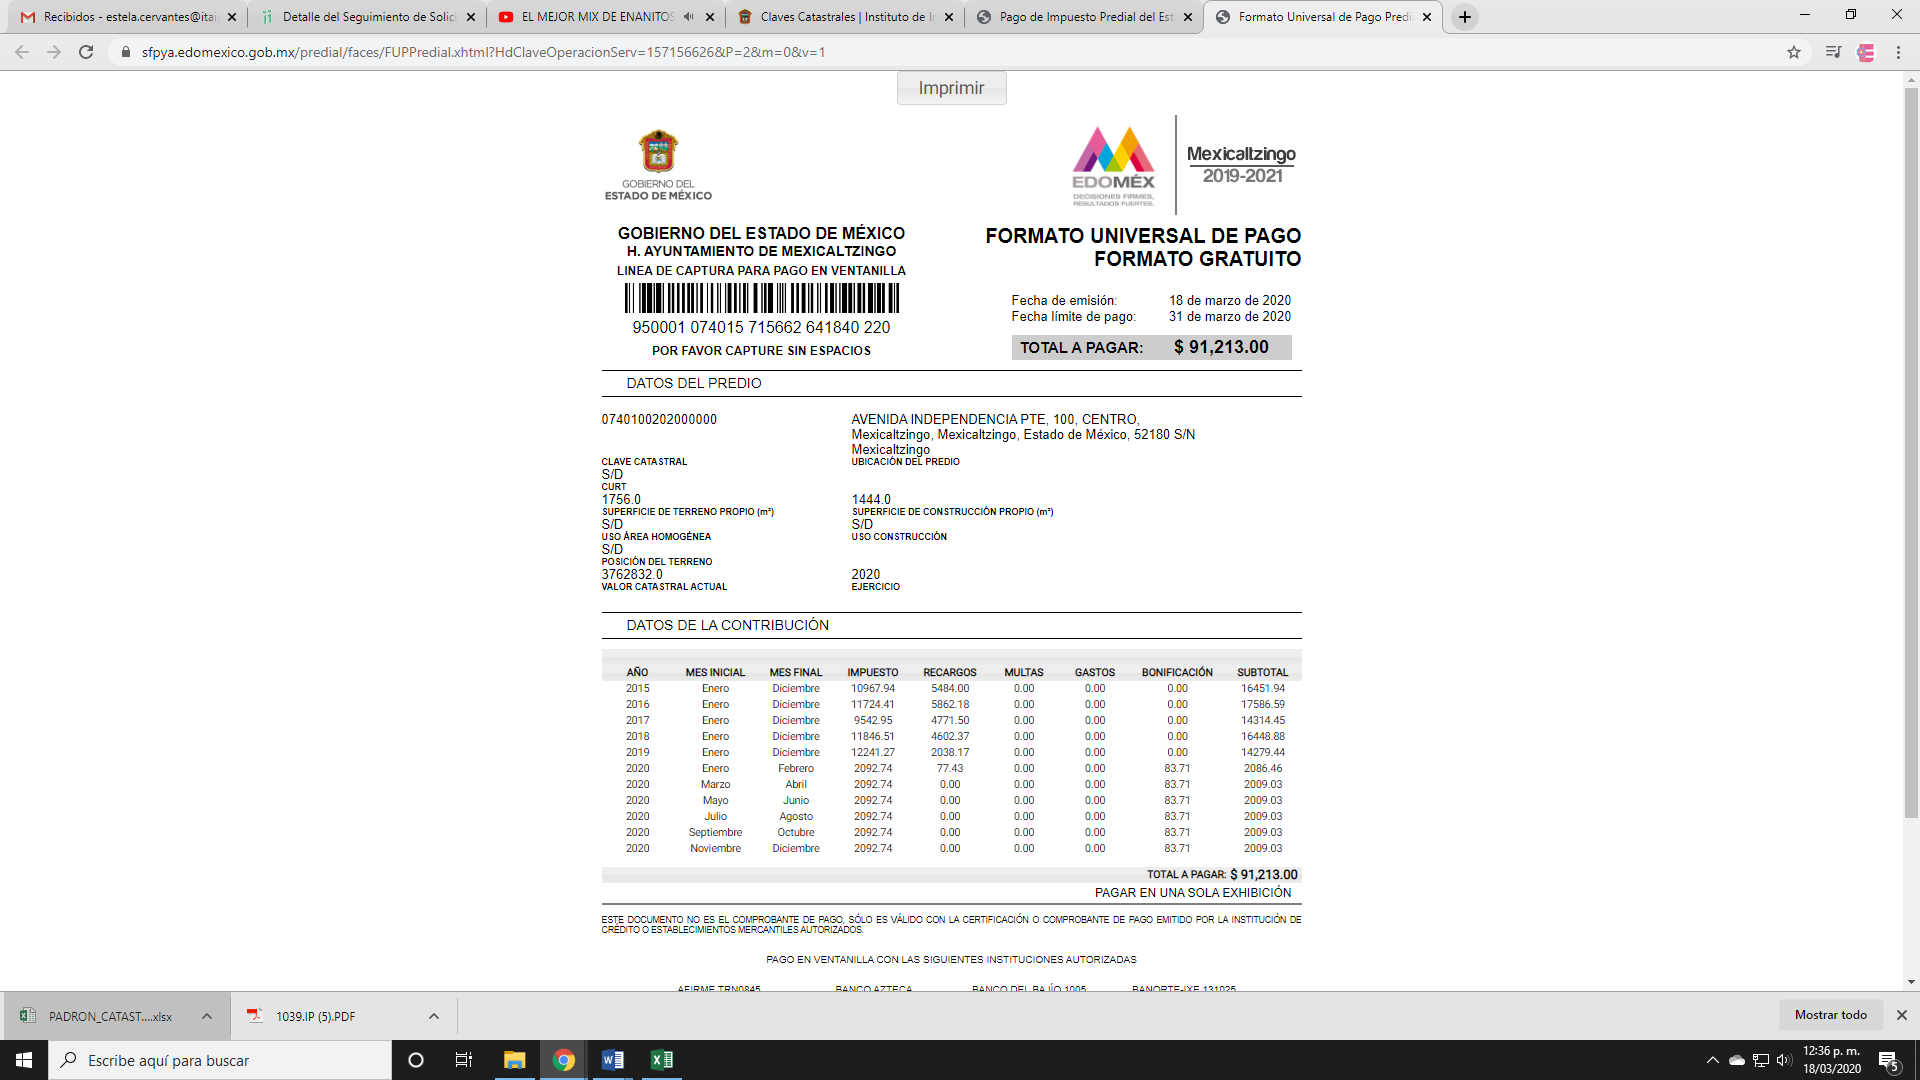 Recibidos - estela.cervantes@itai
Detalle del Seguimiento de Solic
EL MEJOR MIX DE ENANITOS
Claves Catastrales | Instituto de I
Pago de Impuesto Predial del Est
Formato Universal de Pago Predi
sfpya.edomexico.gob.mx/predial/faces/FUPPredial.xhtml?HdClaveOperacionServ=157156626&P=2&m=0&v=1
Imprimir
GOBIERNO DEL
ESTADO DE MÉXICO
EDOMÉX
DECISIONES FIRMES,
RESULTADOS FUERTES.
Mexicaltzingo
2019-2021
GOBIERNO DEL ESTADO DE MÉXICO
H. AYUNTAMIENTO DE MEXICALTZINGO
LINEA DE CAPTURA PARA PAGO EN VENTANILLA
950001 074015 715662 641840 220
POR FAVOR CAPTURE SIN ESPACIOS
FORMATO UNIVERSAL DE PAGO
FORMATO GRATUITO
Fecha de emisión: 18 de marzo de 2020
Fecha límite de pago: 31 de marzo de 2020
TOTAL A PAGAR: $ 91,213.00
DATOS DEL PREDIO
0740100202000000
CLAVE CATASTRAL
AVENIDA INDEPENDENCIA PTE, 100, CENTRO,
Mexicaltzingo, Mexicaltzingo, Estado de México, 52180 S/N
Mexicaltzingo
UBICACIÓN DEL PREDIO
S/D
CURT
1756.0 1444.0
SUPERFICIE DE TERRENO PROPIO (m²) SUPERFICIE DE CONSTRUCCIÓN PROPIO (m²)
S/D S/D
USO ÁREA HOMOGÉNEA USO CONSTRUCCIÓN
S/D
POSICIÓN DEL TERRENO
3762832.0 2020
VALOR CATASTRAL ACTUAL EJERCICIO
DATOS DE LA CONTRIBUCIÓN
AÑO MES INICIAL MES FINAL IMPUESTO RECARGOS MULTAS GASTOS BONIFICACIÓN SUBTOTAL
2015 Enero Diciembre 10967.94 5484.00 0.00 0.00 0.00 16451.94
2016 Enero Diciembre 11724.41 5862.18 0.00 0.00 0.00 17586.59
2017 Enero Diciembre 9542.95 4771.50 0.00 0.00 0.00 14314.45
2018 Enero Diciembre 11846.51 4602.37 0.00 0.00 0.00 16448.88
2019 Enero Diciembre 12241.27 2038.17 0.00 0.00 0.00 14279.44
2020 Enero Febrero 2092.74 77.43 0.00 0.00 83.71 2086.46
2020 Marzo Abril 2092.74 0.00 0.00 0.00 83.71 2009.03
2020 Mayo Junio 2092.74 0.00 0.00 0.00 83.71 2009.03
2020 Julio Agosto 2092.74 0.00 0.00 0.00 83.71 2009.03
2020 Septiembre Octubre 2092.74 0.00 0.00 0.00 83.71 2009.03
2020 Noviembre Diciembre 2092.74 0.00 0.00 0.00 83.71 2009.03
TOTAL A PAGAR: $ 91,213.00
PAGAR EN UNA SOLA EXHIBICIÓN
ESTE DOCUMENTO NO ES EL COMPROBANTE DE PAGO, SÓLO ES VÁLIDO CON LA CERTIFICACIÓN O COMPROBANTE DE PAGO EMITIDO POR LA INSTITUCIÓN DE
CRÉDITO O ESTABLECIMIENTOS MERCANTILES AUTORIZADOS.
PAGO EN VENTANILLA CON LAS SIGUIENTES INSTITUCIONES AUTORIZADAS
AFIRME TRN0845 BANCO AZTECA BANCO DEL BAJÍO 1005 BANORTE-IXE 131025
PADRON_CATAST....xlsx
1039.IP (5).PDF
Mostrar todo
Escribe aquí para buscar
12:36 p. m.
18/03/2020
5